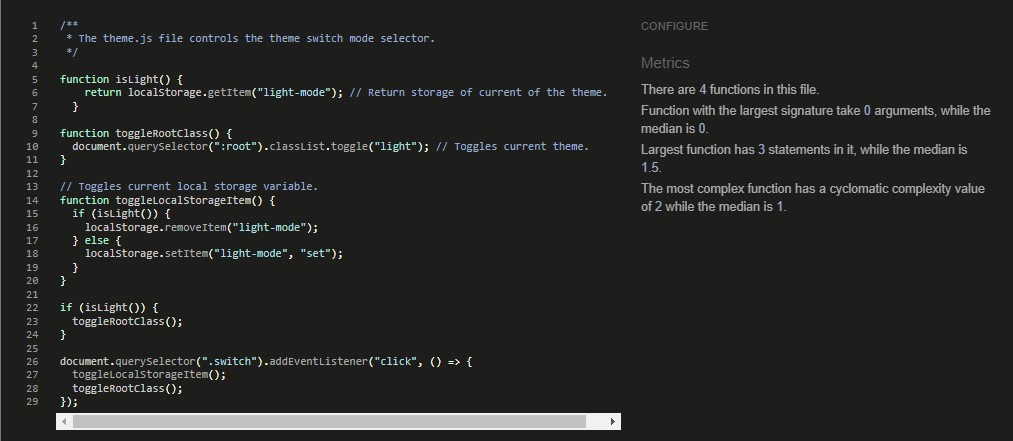 1 /**
2 * The theme.js file controls the theme switch mode selector.
3 */
4
5 function isLight() {
6 return localStorage.getItem("light-mode"); // Return storage of current of the theme.
7 }
8
9 function toggleRootClass() {
10 document.querySelector(":root").classList.toggle("light"); // Toggles current theme.
11 }
12
13 // Toggles current local storage variable.
14 function toggleLocalStorageItem() {
15 if (isLight()) {
16 localStorage.removeItem("light-mode");
17 } else {
18 localStorage.setItem("light-mode", "set");
19 }
20 }
21
22 if (isLight()) {
23 toggleRootClass();
24 }
25
26 document.querySelector(".switch").addEventListener("click", () => {
27 toggleLocalStorageItem();
28 toggleRootClass();
29 });
CONFIGURE
Metrics
There are 4 functions in this file.
Function with the largest signature take 0 arguments, while the
median is 0.
Largest function has 3 statements in it, while the median is
1.5.
The most complex function has a cyclomatic complexity value
of 2 while the median is 1.